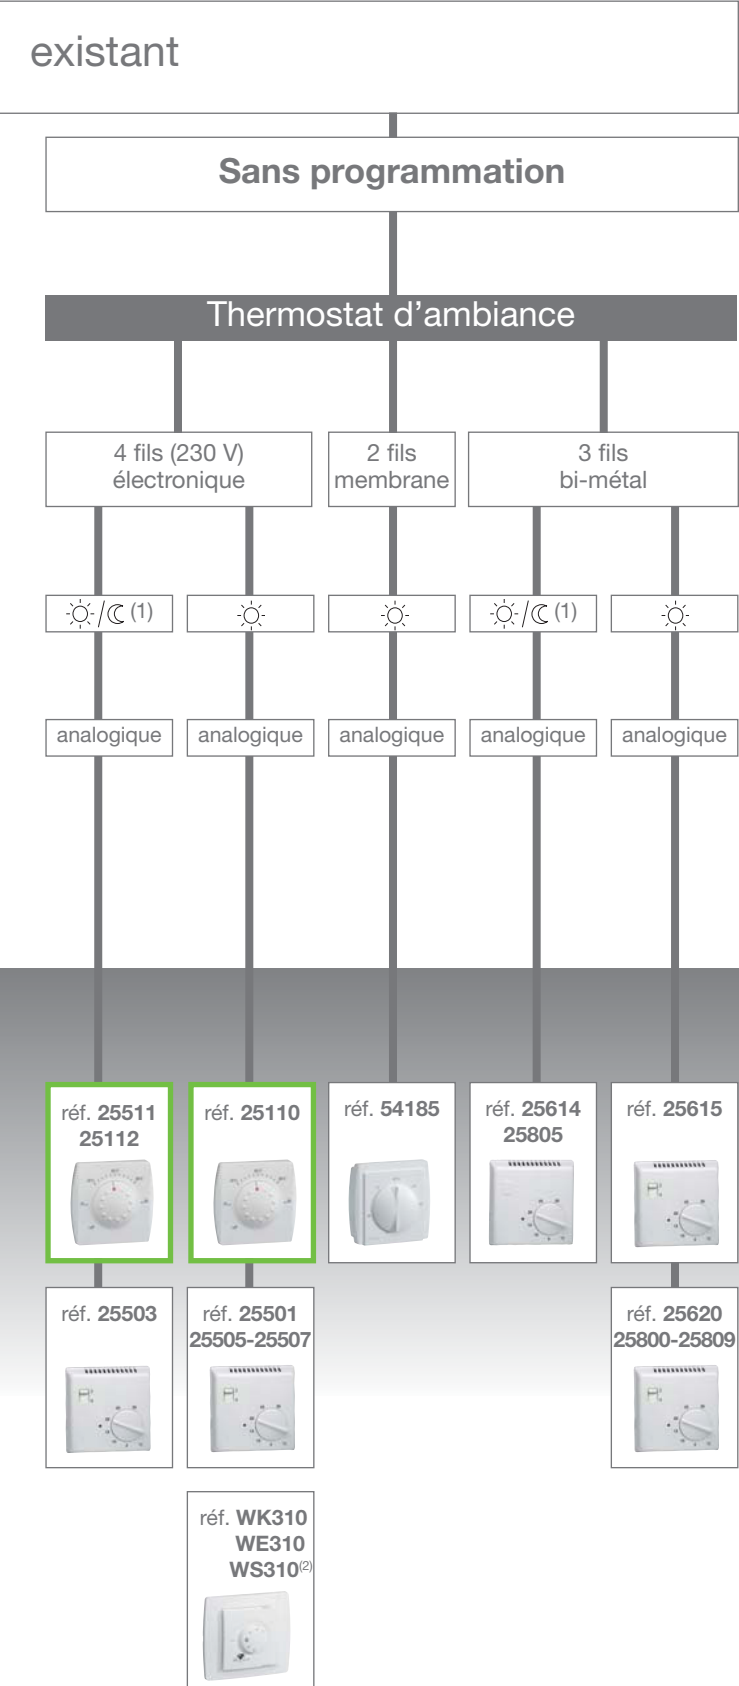 existant
Sans programmation
Thermostat d’ambiance
4 fils (230 V)
électronique
2 fils
membrane
3 fils
bi-métal
/ (1)
/ (1)
analogique
analogique
analogique
analogique
analogique
réf. 25511
25112
réf. 25110
réf. 54185
réf. 25614
25805
réf. 25615
réf. 25503
réf. 25501
25505-25507
réf. 25620
25800-25809
réf. WK310
WE310
WS310(2)